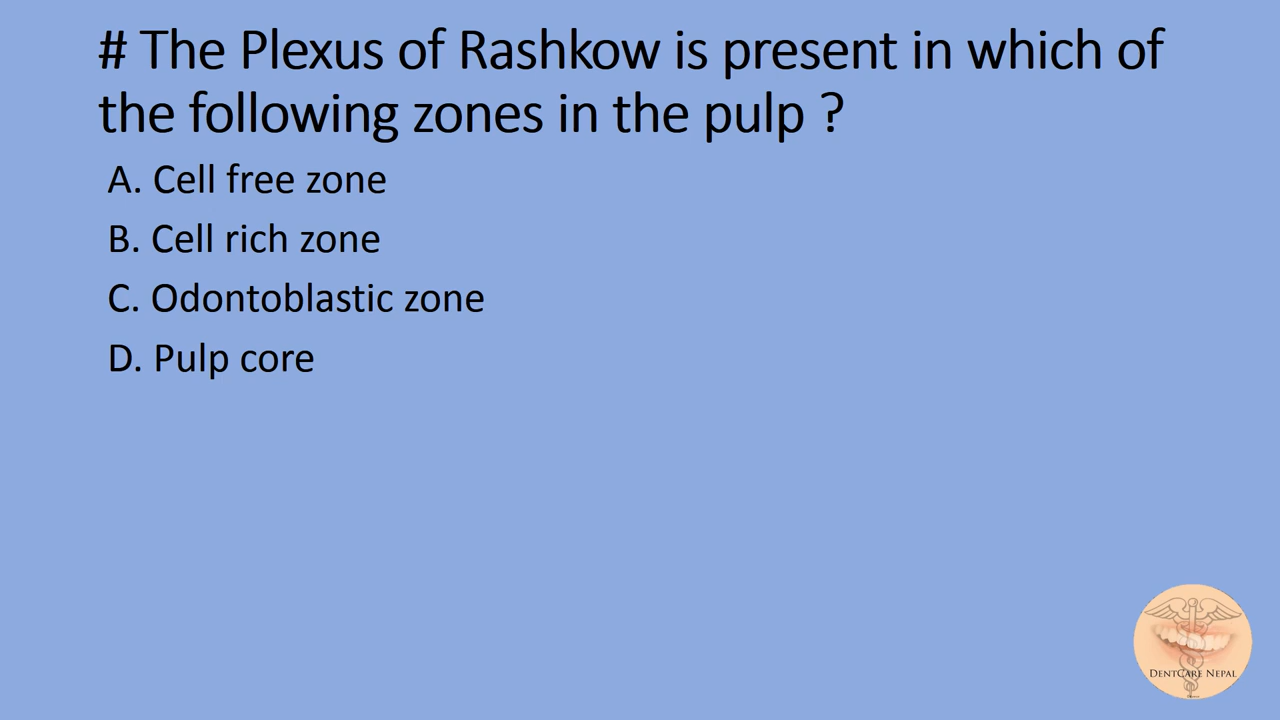 # The Plexus of Rashkow is present in which of
the following zones in the pulp ?
A. Cell free zone
B. Cell rich zone
C. Odontoblastic zone
D. Pulp core
DENTCARE NEPAL